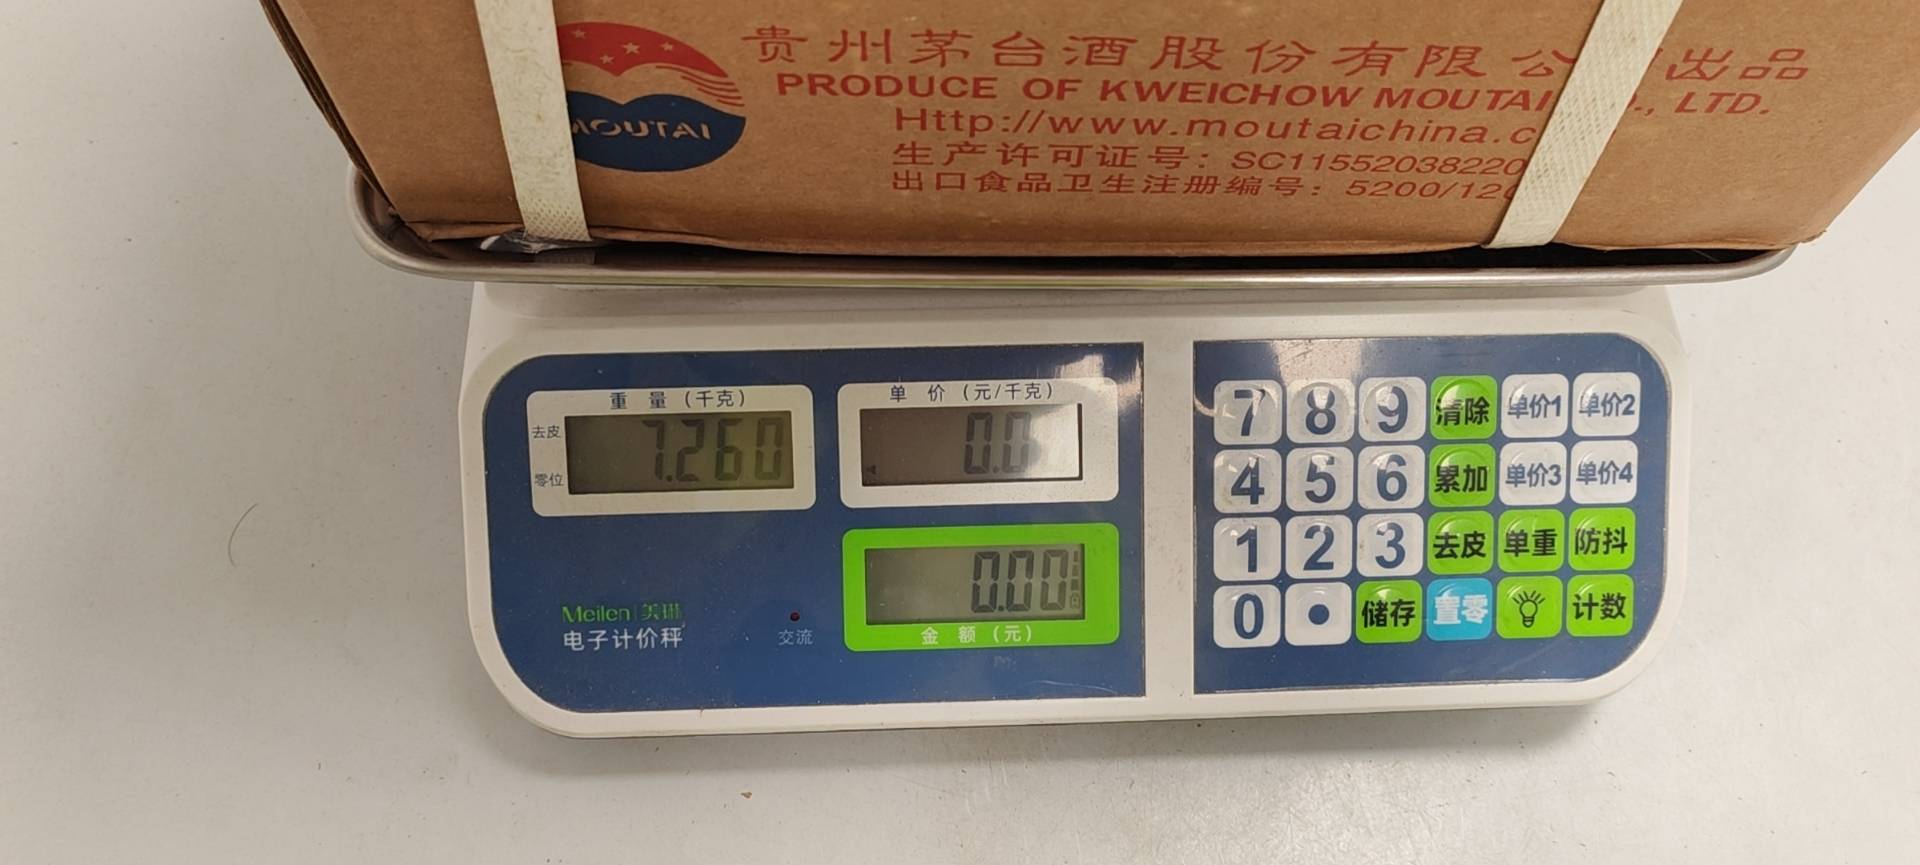 MOUTAI
贵州茅台酒股份有限公 出品
PRODUCE OF KWEICHOW MOUTAI ., LTD.
Http://www.moutaichina.c
生产许可证号：SC11552038220
出口食品卫生注册编号：5200/12
重量(千克)
去皮
零位
7.260
单价(元/千克)
0.0
0.00
金额(元)
Meilen|美琳
电子计价秤
交流
7 8 9 清除 单价1 单价2
4 5 6 累加 单价3 单价4
1 2 3 去皮 单重 防抖
0 • 储存 置零 计数